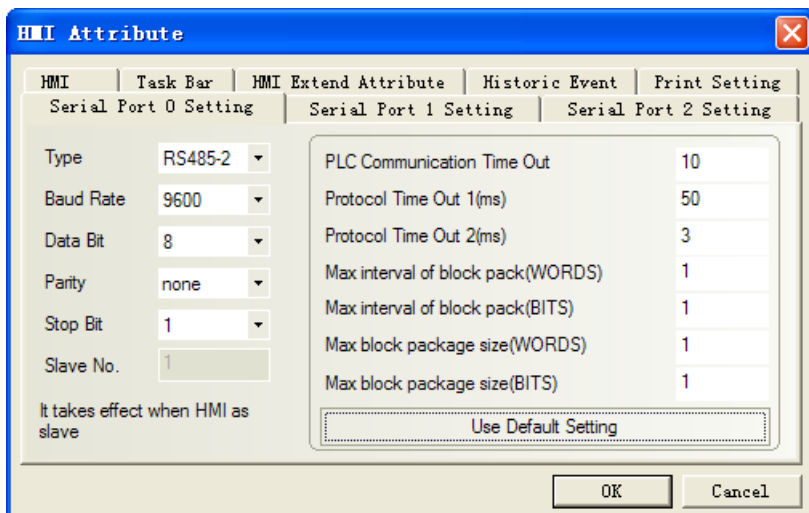 HMI Attribute
HMI
Task Bar
HMI Extend Attribute
Historic Event
Print Setting
Serial Port 0 Setting
Serial Port 1 Setting
Serial Port 2 Setting
Type RS485-2
Baud Rate 9600
Data Bit 8
Parity none
Stop Bit 1
Slave No. 1
It takes effect when HMI as
slave
PLC Communication Time Out 10
Protocol Time Out 1(ms) 50
Protocol Time Out 2(ms) 3
Max interval of block pack(WORDS) 1
Max interval of block pack(BITS) 1
Max block package size(WORDS) 1
Max block package size(BITS) 1
Use Default Setting
OK
Cancel